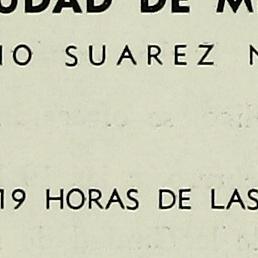 UDAD DE M
IO SUAREZ N
19 HORAS DE LAS